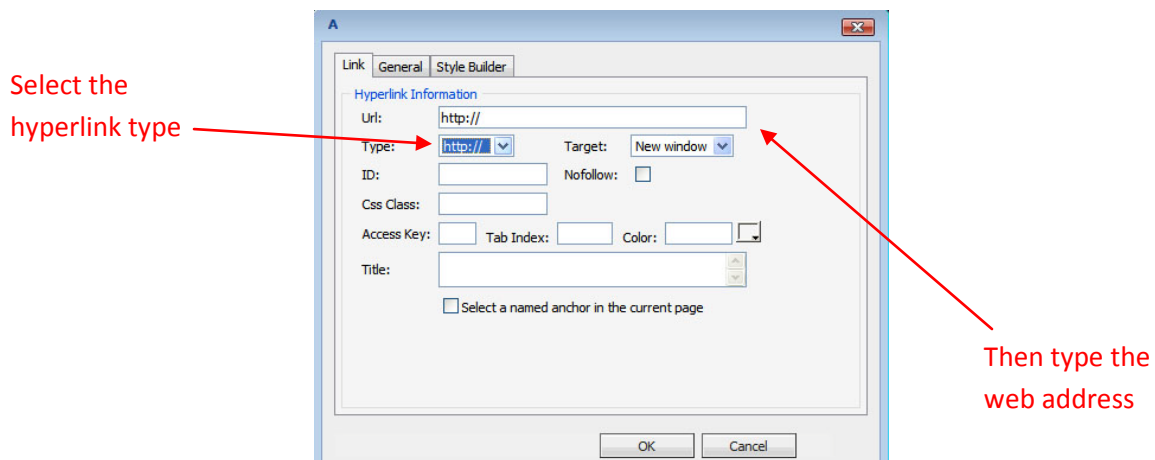 A
Link General Style Builder
Select the
hyperlink type
Hyperlink Information
Url: http://
Type: http:// Target: New window
ID: Nofollow:
Css Class:
Access Key: Tab Index: Color:
Title:
Select a named anchor in the current page
Then type the
web address
OK Cancel